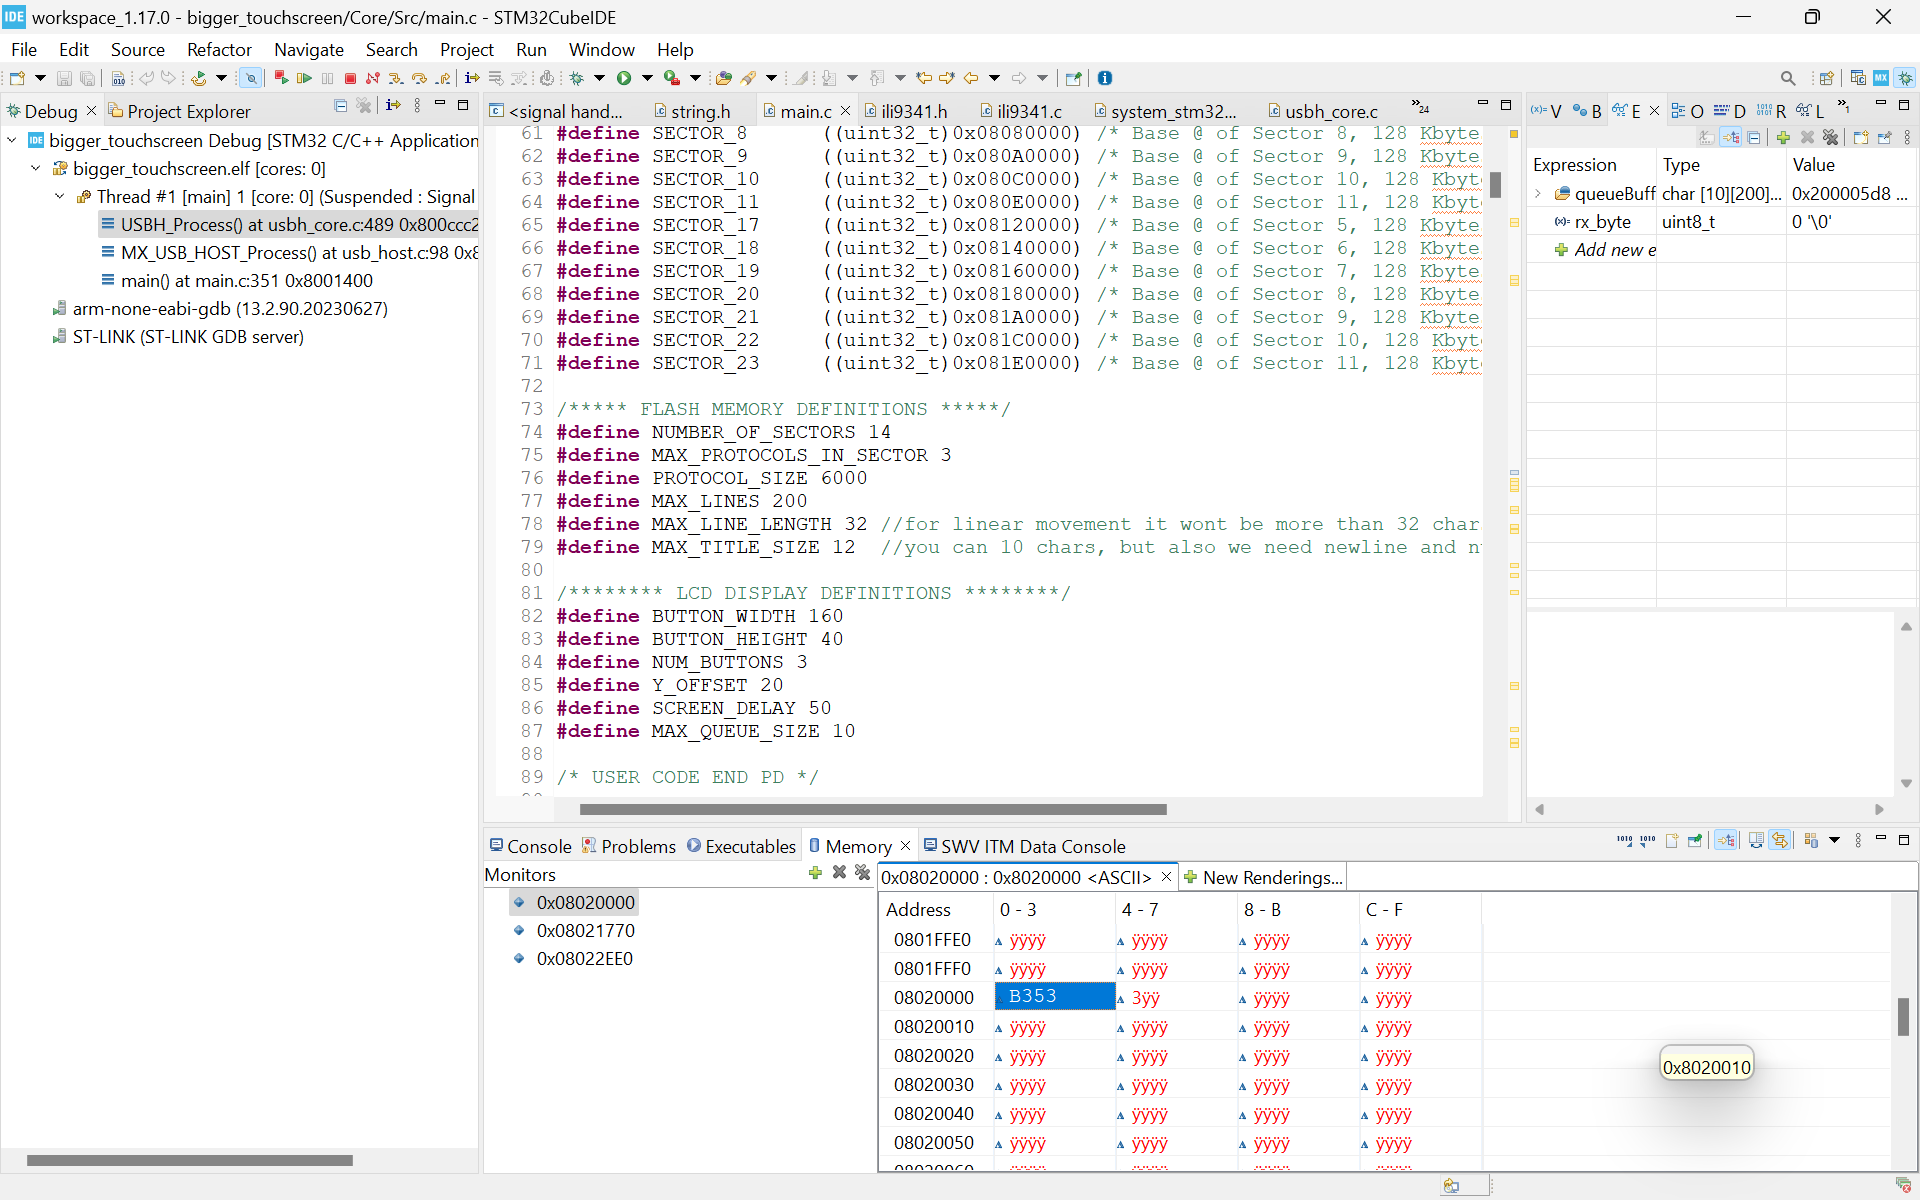 workspace_1.17.0 - bigger_touchscreen/Core/Src/main.c - STM32CubeIDE
File Edit Source Refactor Navigate Search Project Run Window Help
Debug Project Explorer
bigger_touchscreen Debug [STM32 C/C++ Application
bigger_touchscreen.elf [cores: 0]
Thread #1 [main] 1 [core: 0] (Suspended : Signal
USBH_Process() at usbh_core.c:489 0x800ccc2
MX_USB_HOST_Process() at usb_host.c:98 0x8
main() at main.c:351 0x8001400
arm-none-eabi-gdb (13.2.90.20230627)
ST-LINK (ST-LINK GDB server)
<signal hand... string.h main.c ili9341.h ili9341.c system_stm32... usbh_core.c »24
61 #define SECTOR_8 ((uint32_t)0x08080000) /* Base @ of Sector 8, 128 Kbyte
62 #define SECTOR_9 ((uint32_t)0x080A0000) /* Base @ of Sector 9, 128 Kbyte
63 #define SECTOR_10 ((uint32_t)0x080C0000) /* Base @ of Sector 10, 128 Kbyt
64 #define SECTOR_11 ((uint32_t)0x080E0000) /* Base @ of Sector 11, 128 Kbyt
65 #define SECTOR_17 ((uint32_t)0x08120000) /* Base @ of Sector 5, 128 Kbyte
66 #define SECTOR_18 ((uint32_t)0x08140000) /* Base @ of Sector 6, 128 Kbyte
67 #define SECTOR_19 ((uint32_t)0x08160000) /* Base @ of Sector 7, 128 Kbyte
68 #define SECTOR_20 ((uint32_t)0x08180000) /* Base @ of Sector 8, 128 Kbyte
69 #define SECTOR_21 ((uint32_t)0x081A0000) /* Base @ of Sector 9, 128 Kbyte
70 #define SECTOR_22 ((uint32_t)0x081C0000) /* Base @ of Sector 10, 128 Kbyt
71 #define SECTOR_23 ((uint32_t)0x081E0000) /* Base @ of Sector 11, 128 Kbyt
72
73 /***** FLASH MEMORY DEFINITIONS *****/
74 #define NUMBER_OF_SECTORS 14
75 #define MAX_PROTOCOLS_IN_SECTOR 3
76 #define PROTOCOL_SIZE 6000
77 #define MAX_LINES 200
78 #define MAX_LINE_LENGTH 32 //for linear movement it wont be more than 32 char
79 #define MAX_TITLE_SIZE 12 //you can 10 chars, but also we need newline and n
80
81 /******** LCD DISPLAY DEFINITIONS ********/
82 #define BUTTON_WIDTH 160
83 #define BUTTON_HEIGHT 40
84 #define NUM_BUTTONS 3
85 #define Y_OFFSET 20
86 #define SCREEN_DELAY 50
87 #define MAX_QUEUE_SIZE 10
88
89 /* USER CODE END PD */
V B E O D R L »1
Expression Type Value
queueBuff char [10][200]... 0x200005d8 ...
rx_byte uint8_t 0 '\0'
Add new e
Console Problems Executables Memory SWV ITM Data Console
Monitors
0x08020000
0x08021770
0x08022EE0
0x08020000 : 0x8020000 <ASCII> New Renderings...
Address 0 - 3 4 - 7 8 - B C - F
0801FFE0 ÿÿÿÿ ÿÿÿÿ ÿÿÿÿ ÿÿÿÿ
0801FFF0 ÿÿÿÿ ÿÿÿÿ ÿÿÿÿ ÿÿÿÿ
08020000 B353 3ÿÿ ÿÿÿÿ ÿÿÿÿ
08020010 ÿÿÿÿ ÿÿÿÿ ÿÿÿÿ ÿÿÿÿ
08020020 ÿÿÿÿ ÿÿÿÿ ÿÿÿÿ ÿÿÿÿ
08020030 ÿÿÿÿ ÿÿÿÿ ÿÿÿÿ ÿÿÿÿ
08020040 ÿÿÿÿ ÿÿÿÿ ÿÿÿÿ ÿÿÿÿ
08020050 ÿÿÿÿ ÿÿÿÿ ÿÿÿÿ ÿÿÿÿ
0x8020010